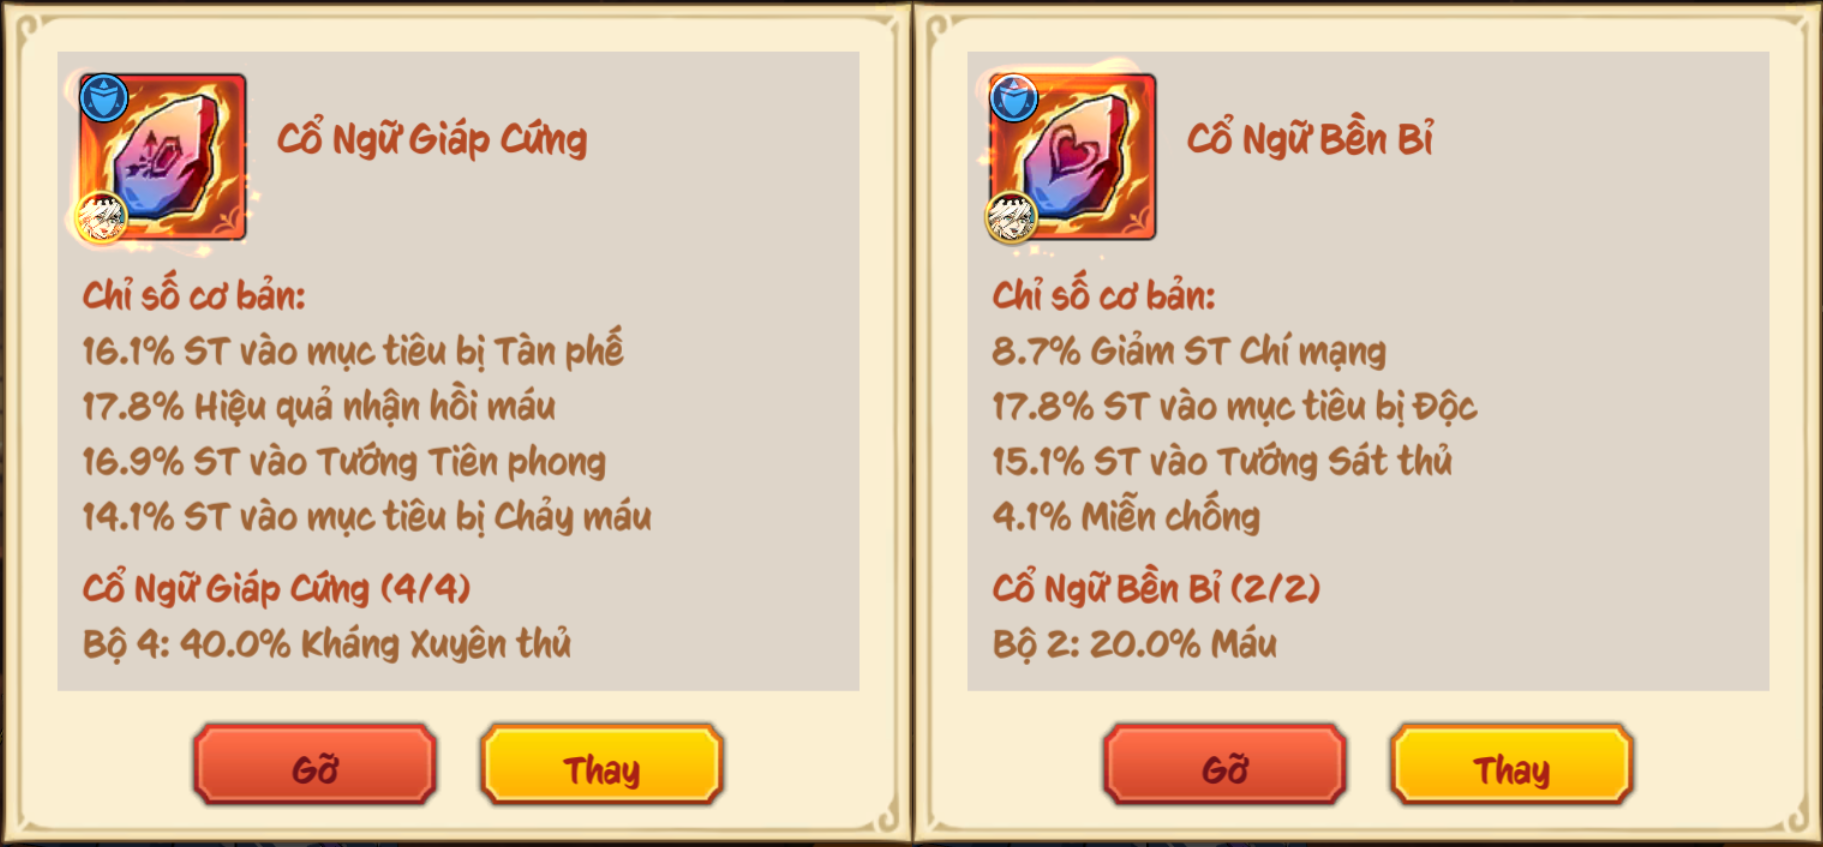 Cổ Ngữ Giáp Cứng
Chỉ số cơ bản:
16.1% ST vào mục tiêu bị Tàn phế
17.8% Hiệu quả nhận hồi máu
16.9% ST vào Tướng Tiên phong
14.1% ST vào mục tiêu bị Chảy máu
Cổ Ngữ Giáp Cứng (4/4)
Bộ 4: 40.0% Kháng Xuyên thủ
Gỡ
Thay
Cổ Ngữ Bền Bỉ
Chỉ số cơ bản:
8.7% Giảm ST Chí mạng
17.8% ST vào mục tiêu bị Độc
15.1% ST vào Tướng Sát thủ
4.1% Miễn chống
Cổ Ngữ Bền Bỉ (2/2)
Bộ 2: 20.0% Máu
Gỡ
Thay